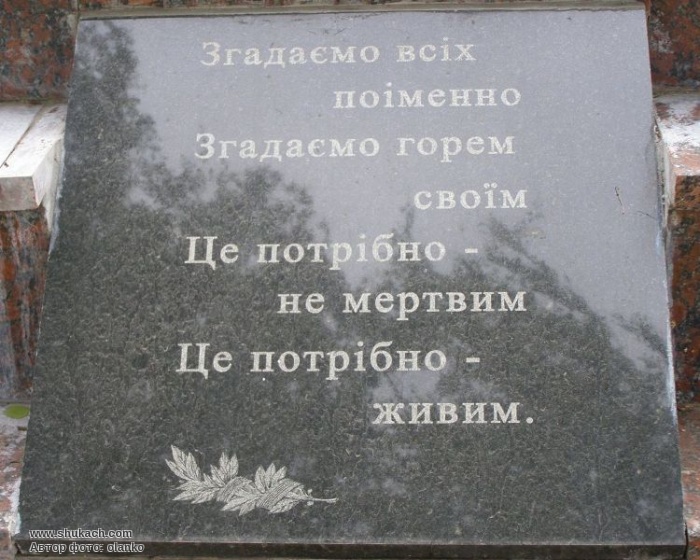 Згадаємо всіх
поіменно
Згадаємо горем
своїм
Це потрібно -
не мертвим
Це потрібно -
живим.
www.shukach.com
Автор фото: olanko